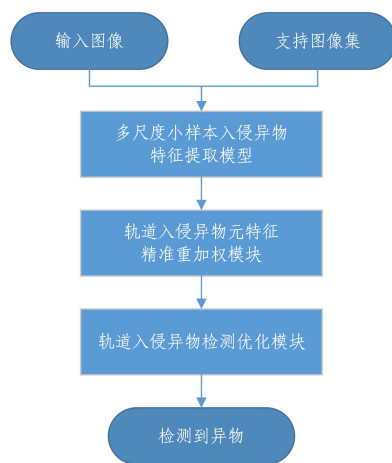 输入图像
支持图像集
多尺度小样本入侵异物
特征提取模型
轨道入侵异物元特征
精准重加权模块
轨道入侵异物检测优化模块
检测到异物